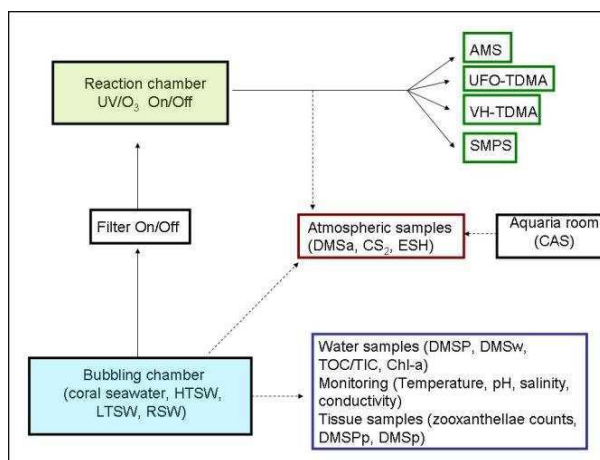 Reaction chamber
UV/O3 On/Off
AMS
UFO-TDMA
VH-TDMA
SMPS
Filter On/Off
Atmospheric samples
(DMSa, CS2, ESH)
Aquaria room
(CAS)
Bubbling chamber
(coral seawater, HTSW,
LTSW, RSW)
Water samples (DMSP, DMSw,
TOC/TIC, Chl-a)
Monitoring (Temperature, pH, salinity,
conductivity)
Tissue samples (zooxanthellae counts,
DMSPp, DMSp)